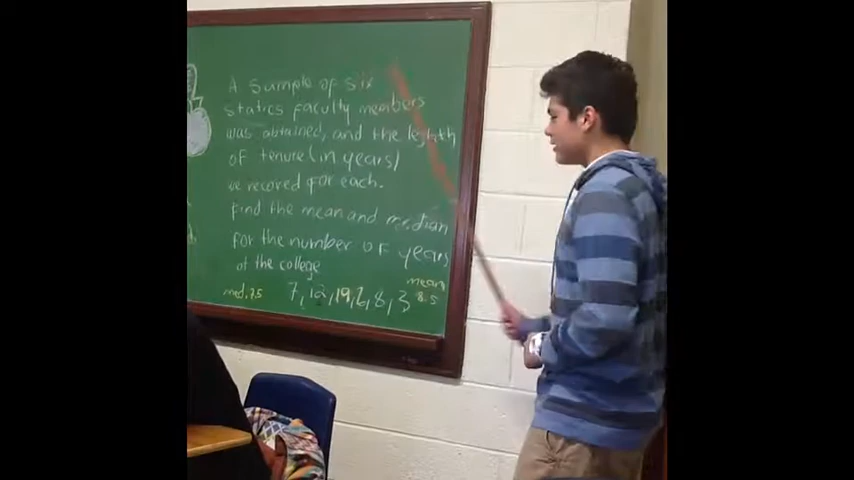 A Sample of six
statics faculty members
was obtained, and the legnth
of tenure (in years)
we recored for each.
find the mean and median
for the number of years
at the college
mean
med. 7.5 7, 12, 19, 2, 8, 3 8.5